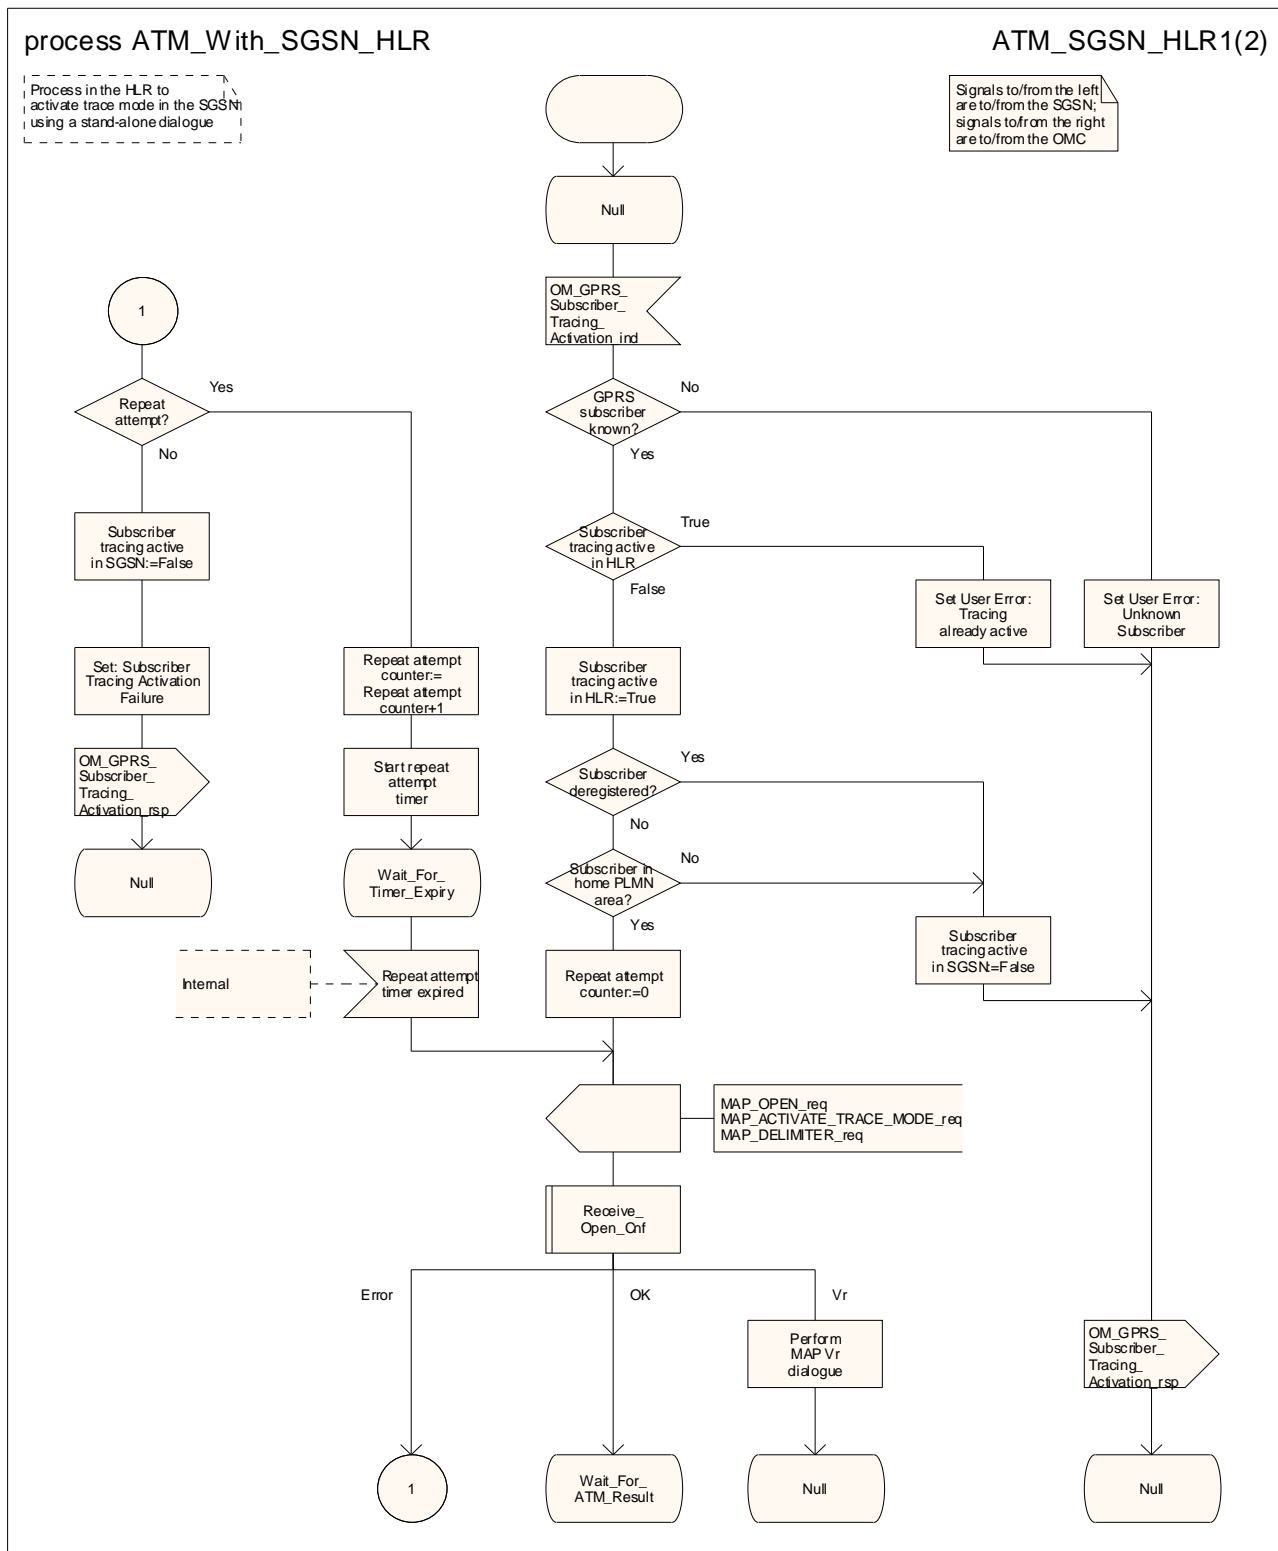 process ATM_With_SGSN_HLR
ATM_SGSN_HLR1(2)
Process in the HLR to
activate trace mode in the SGSN
using a stand-alone dialogue
Signals to/from the left
are to/from the SGSN;
signals to/from the right
are to/from the OMC
Null
OM_GPRS_
Subscriber_
Tracing_
Activation_ind
1
Repeat
attempt?
Yes
No
GPRS
subscriber
known?
No
Yes
Subscriber
tracing active
in SGSN:=False
Subscriber
tracing active
in HLR
True
False
Set User Error:
Tracing
already active
Set User Error:
Unknown
Subscriber
Set: Subscriber
Tracing Activation
Failure
Repeat attempt
counter:=
Repeat attempt
counter+1
Subscriber
tracing active
in HLR:=True
OM_GPRS_
Subscriber_
Tracing_
Activation_rsp
Start repeat
attempt
timer
Subscriber
deregistered?
Yes
No
Null
Wait_For_
Timer_Expiry
Subscriber in
home PLMN
area?
No
Yes
Subscriber
tracing active
in SGSN:=False
Internal
Repeat attempt
timer expired
Repeat attempt
counter:=0
MAP_OPEN_req
MAP_ACTIVATE_TRACE_MODE_req
MAP_DELIMITER_req
Receive_
Open_Cnf
Error
OK
Vr
Perform
MAP Vr
dialogue
OM_GPRS_
Subscriber_
Tracing_
Activation_rsp
1
Wait_For_
ATM_Result
Null
Null